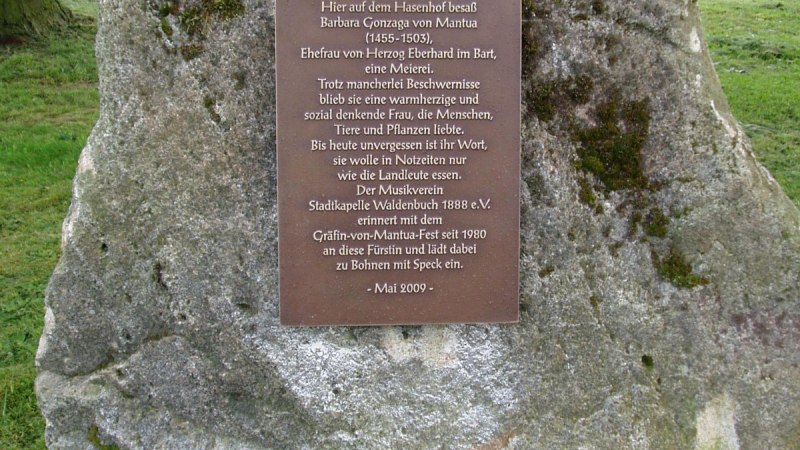 Hier auf dem Hasenhof besaß
Barbara Gonzaga von Mantua
(1455-1503),
Ehefrau von Herzog Eberhard im Bart,
eine Meierei.
Trotz mancherlei Beschwernisse
blieb sie eine warmherzige und
sozial denkende Frau, die Menschen,
Tiere und Pflanzen liebte.
Bis heute unvergessen ist ihr Wort,
sie wolle in Notzeiten nur
wie die Landleute essen.
Der Musikverein
Stadtkapelle Waldenbuch 1888 e.V.
erinnert mit dem
Gräfin-von-Mantua-Fest seit 1980
an diese Fürstin und lädt dabei
zu Bohnen mit Speck ein.
- Mai 2009 -